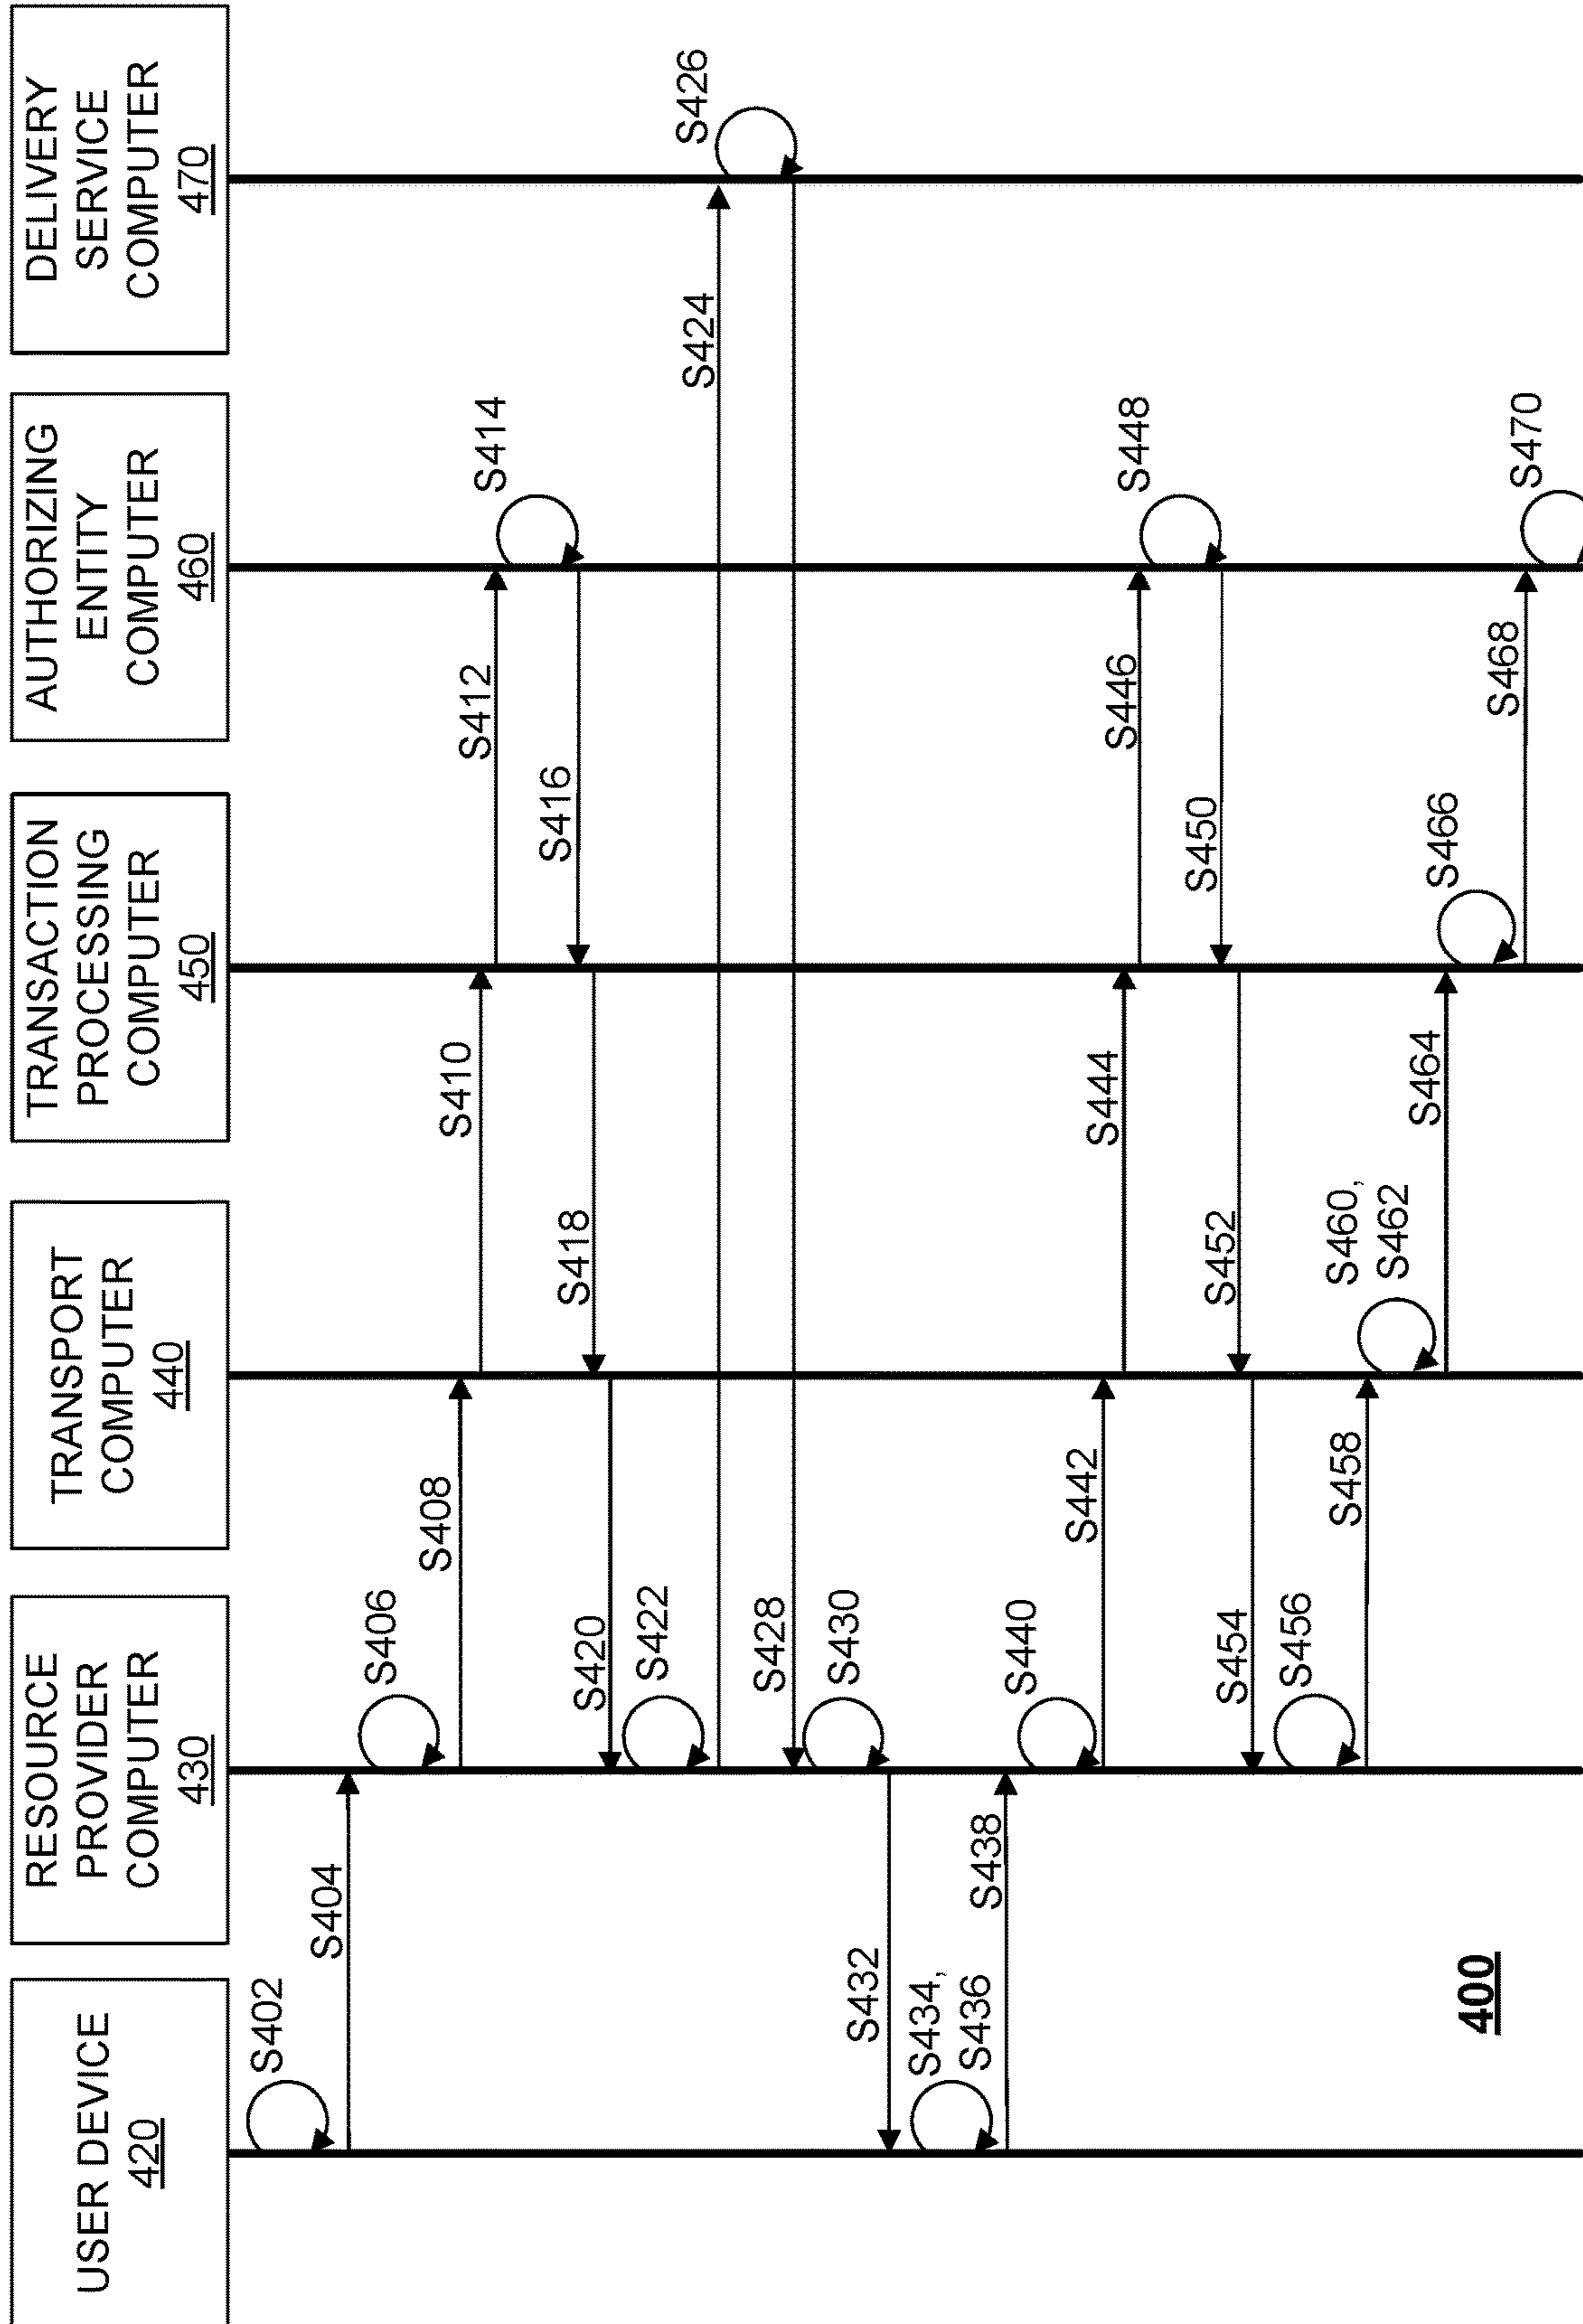 USER DEVICE
420
RESOURCE
PROVIDER
COMPUTER
430
TRANSPORT
COMPUTER
440
TRANSACTION
PROCESSING
COMPUTER
450
AUTHORIZING
ENTITY
COMPUTER
460
DELIVERY
SERVICE
COMPUTER
470
S402
S404
S406
S408
S410
S412
S414
S416
S418
S420
S422
S424
S426
S428
S430
S432
S434,
S436
S438
S440
S442
S444
S446
S448
S450
S452
S454
S456
S458
S460,
S462
S464
S466
S468
S470
400